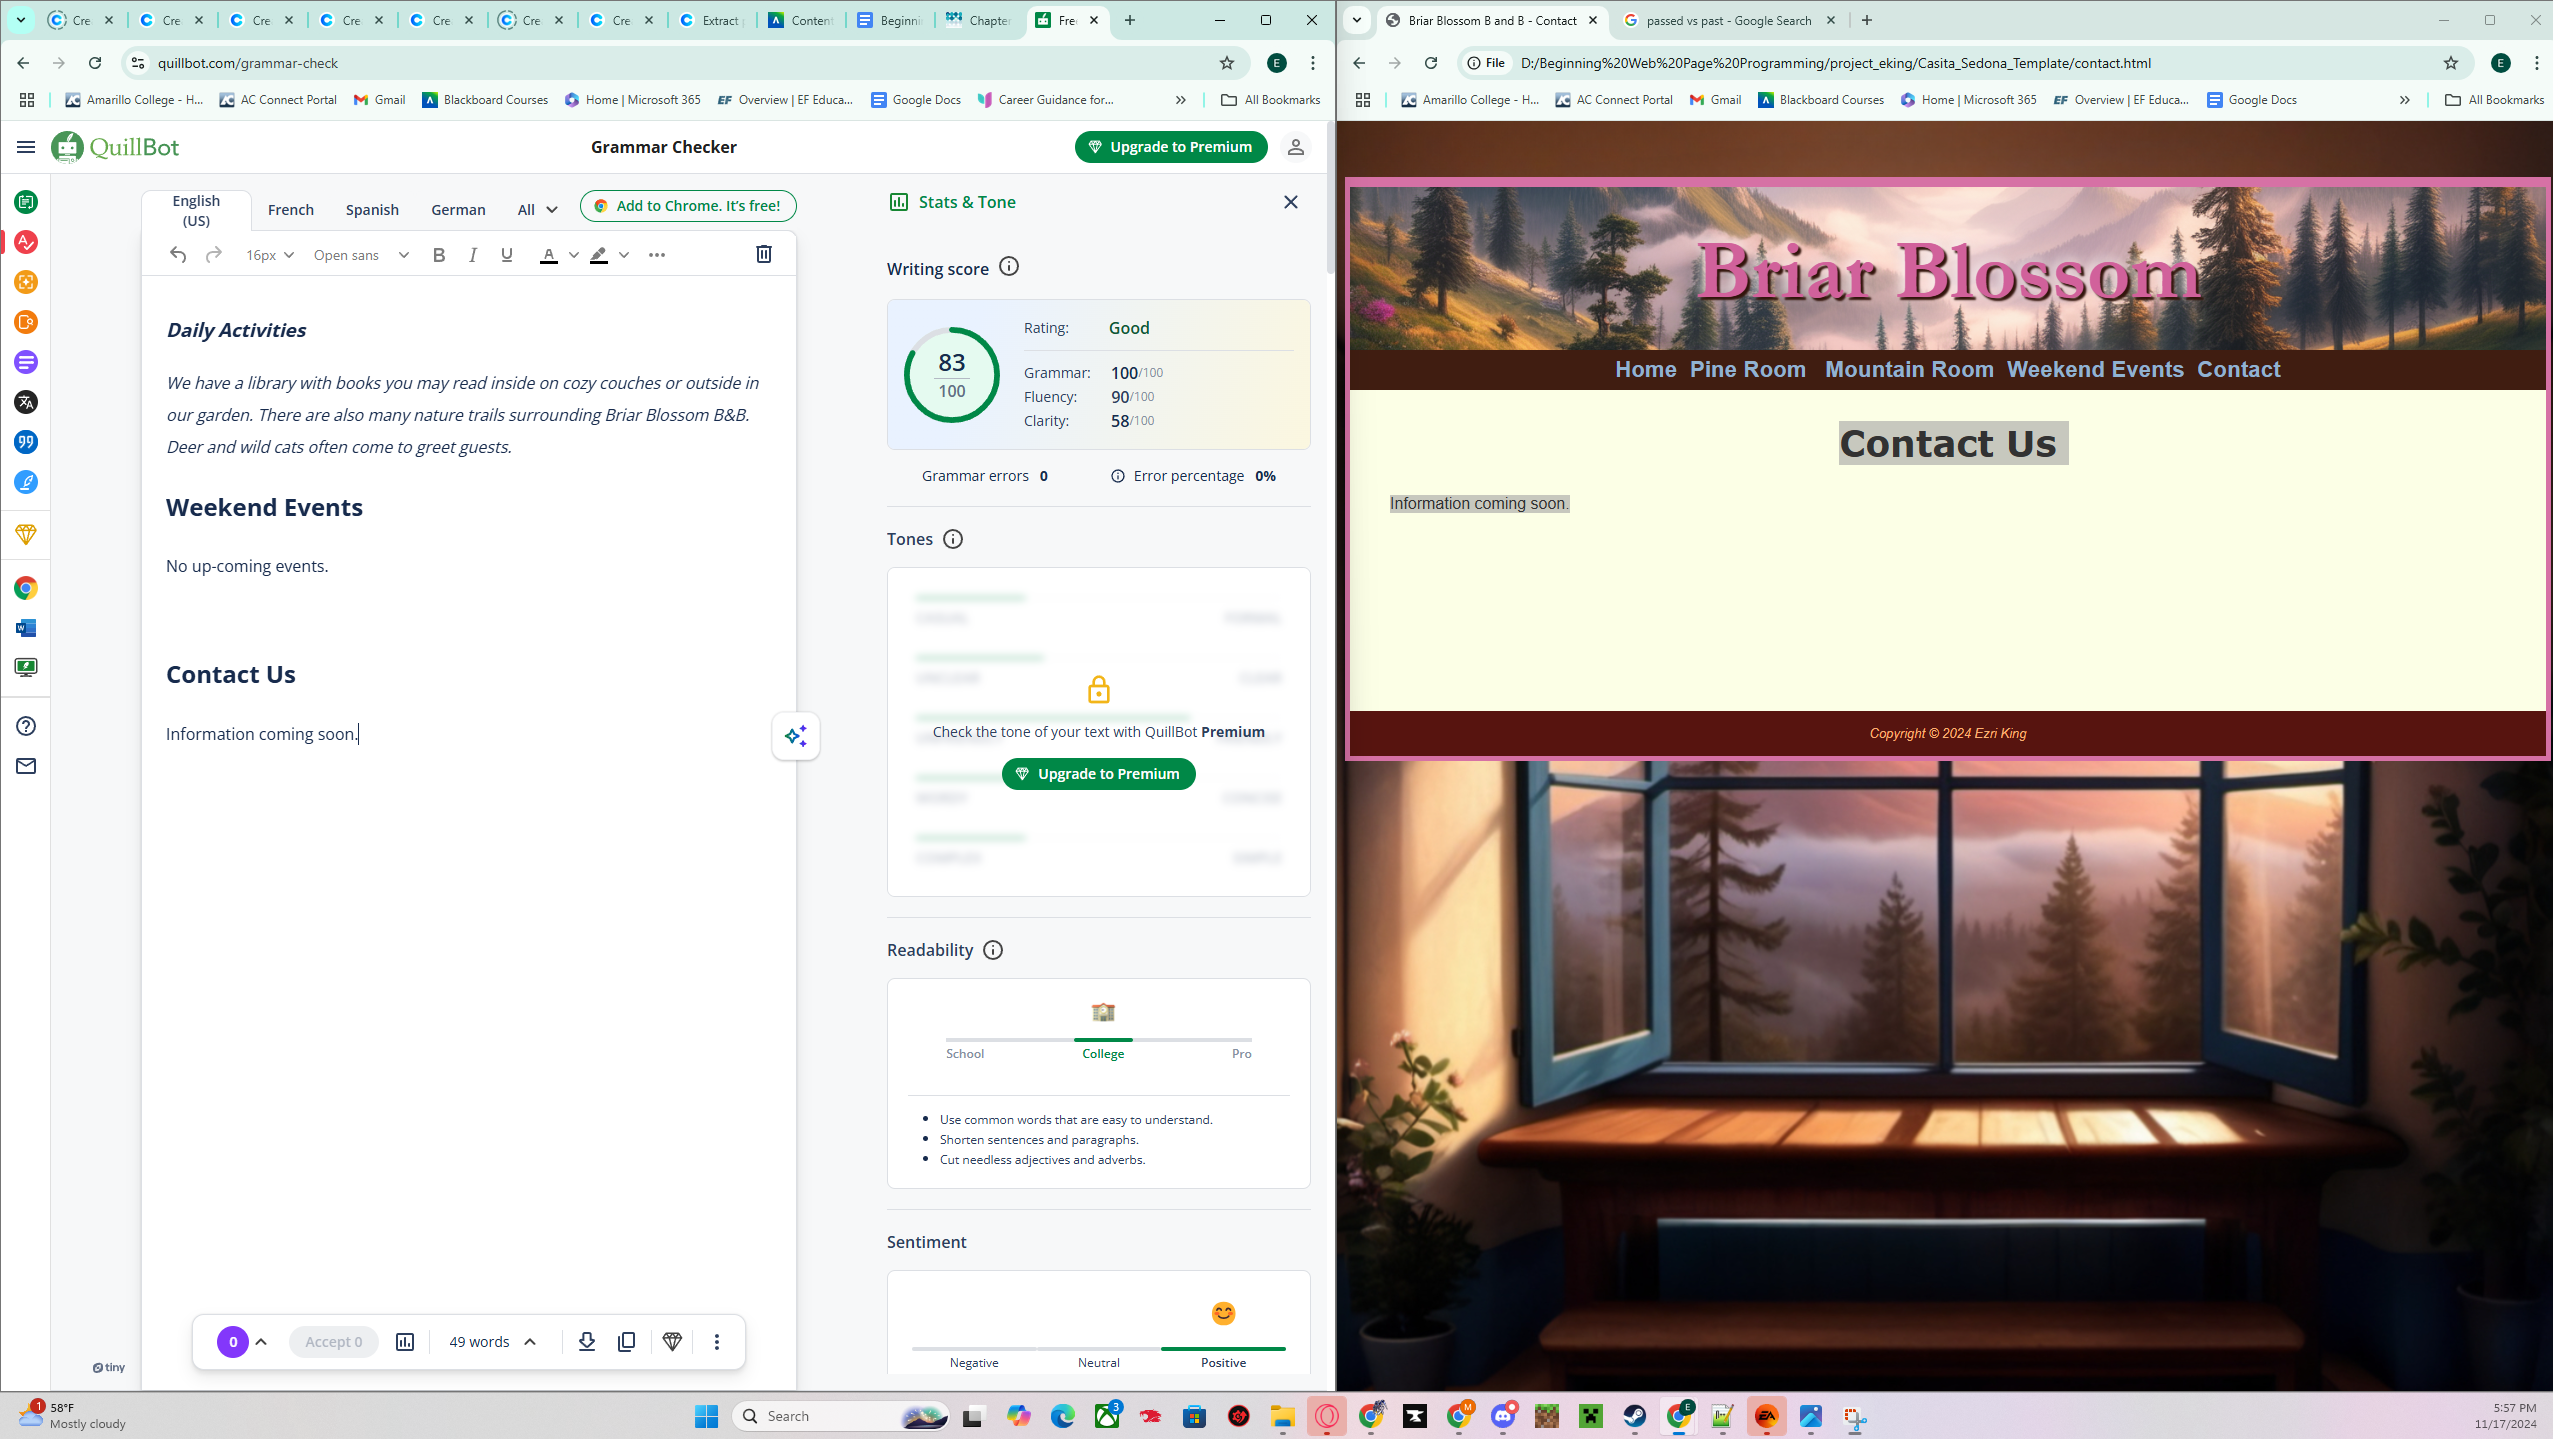 Cre
Cre
Cre
Cre
Cre
Cre
Cre
Extract
Content
Beginni
Chapter
Fre
quillbot.com/grammar-check
Amarillo College - H...
AC Connect Portal
Gmail
Blackboard Courses
Home | Microsoft 365
EF Overview | EF Educa...
Google Docs
Career Guidance for...
All Bookmarks
QuillBot
Grammar Checker
Upgrade to Premium
English
(US)
French
Spanish
German
All
Add to Chrome. It's free!
16px
Open sans
B
I
U
A
Daily Activities
We have a library with books you may read inside on cozy couches or outside in
our garden. There are also many nature trails surrounding Briar Blossom B&B.
Deer and wild cats often come to greet guests.
Weekend Events
No up-coming events.
Contact Us
Information coming soon.
0
Accept 0
49 words
tiny
Stats & Tone
Writing score
83
100
Rating: Good
Grammar: 100/100
Fluency: 90/100
Clarity: 58/100
Grammar errors 0
Error percentage 0%
Tones
Check the tone of your text with QuillBot Premium
Upgrade to Premium
Readability
School
College
Pro
Use common words that are easy to understand.
Shorten sentences and paragraphs.
Cut needless adjectives and adverbs.
Sentiment
Negative
Neutral
Positive
Briar Blossom B and B - Contact
passed vs past - Google Search
File
D:/Beginning%20Web%20Page%20Programming/project_eking/Casita_Sedona_Template/contact.html
E
Amarillo College - H...
AC Connect Portal
Gmail
Blackboard Courses
Home | Microsoft 365
EF Overview | EF Educa...
Google Docs
All Bookmarks
Briar Blossom
Home Pine Room Mountain Room Weekend Events Contact
Contact Us
Information coming soon.
Copyright © 2024 Ezri King
1
58°F
Mostly cloudy
Search
3
M
E
EA
5:57 PM
11/17/2024